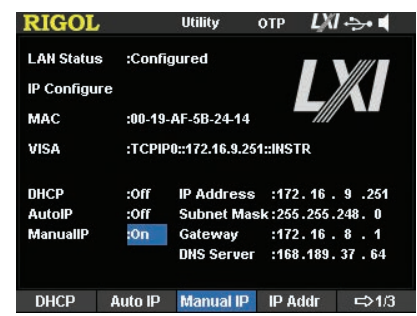 RIGOL Utility OTP LXI
LAN Status :Configured
IP Configure
LXI
MAC :00-19-AF-5B-24-14
VISA :TCPIP0::172.16.9.251::INSTR
DHCP :Off IP Address :172. 16 . 9 .251
AutoIP :Off Subnet Mask:255.255.248. 0
ManualIP :On Gateway :172. 16 . 8 . 1
DNS Server :168.189. 37 . 64
DHCP Auto IP Manual IP IP Addr ⇨1/3